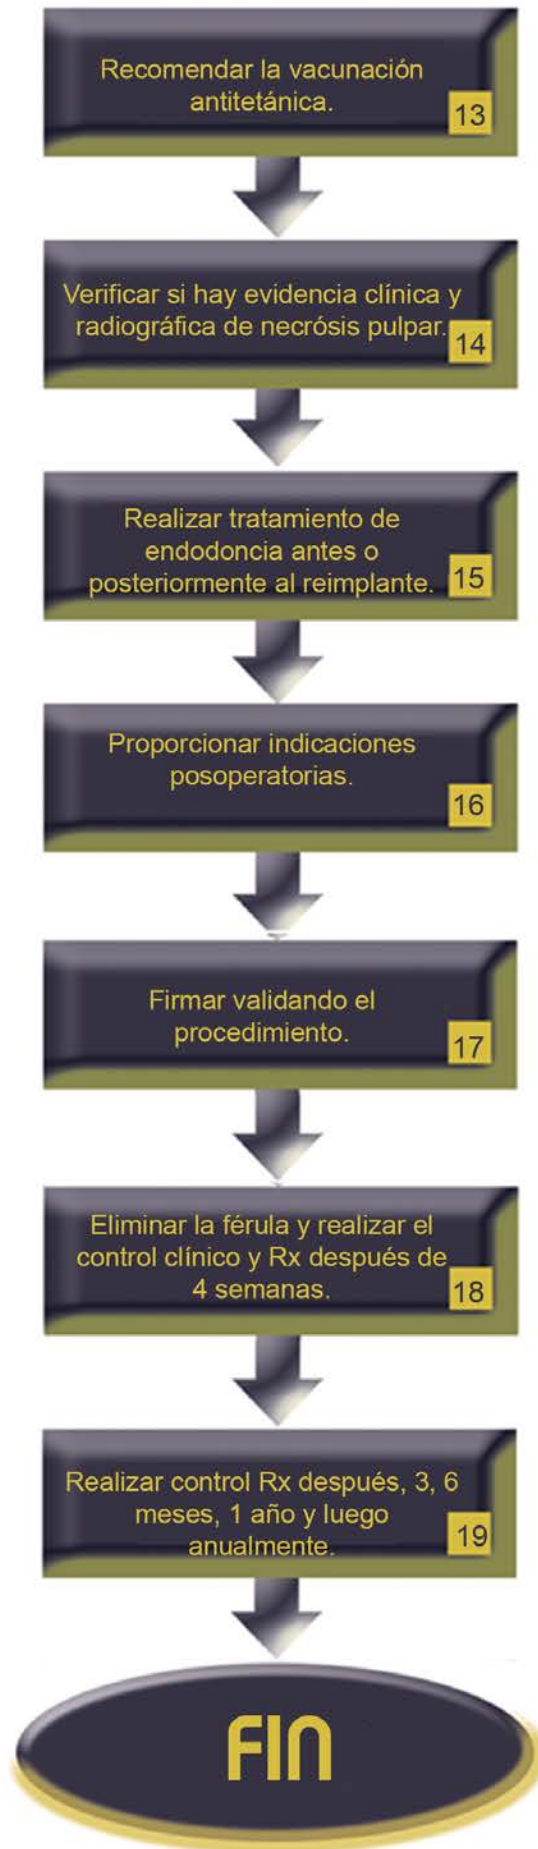 Recomendar la vacunación
antitetánica.
13
Verificar si hay evidencia clínica y
radiográfica de necrósis pulpar.
14
Realizar tratamiento de
endodoncia antes o
posteriormente al reimplante.
15
Proporcionar indicaciones
posoperatorias.
16
Firmar validando el
procedimiento.
17
Eliminar la férula y realizar el
control clínico y Rx después de
4 semanas.
18
Realizar control Rx después, 3, 6
meses, 1 año y luego
anualmente.
19
FIN